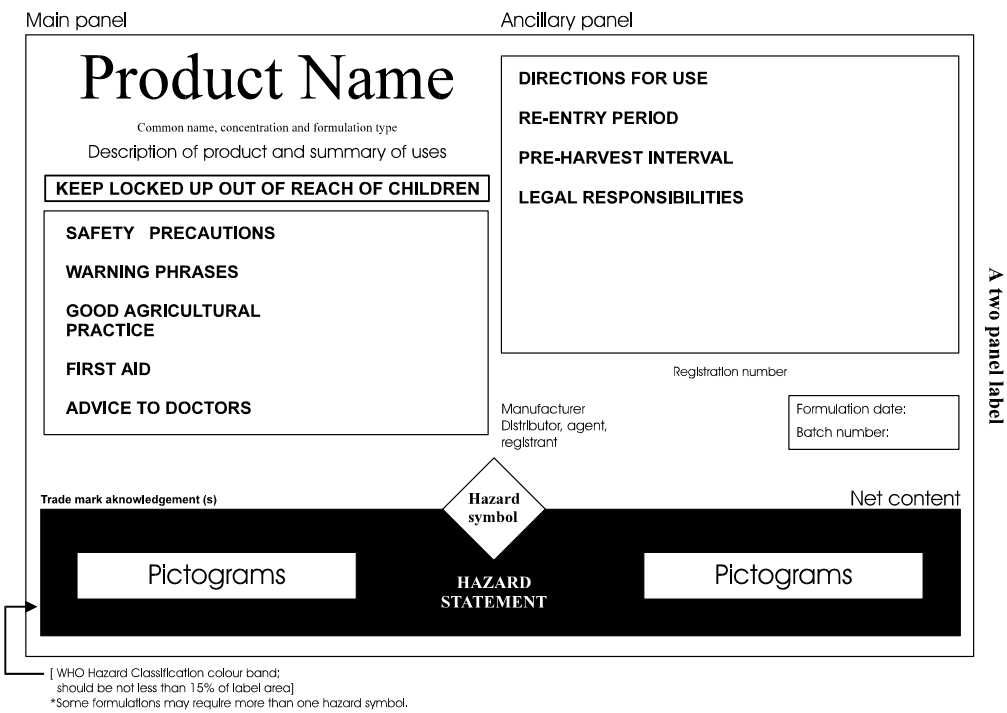 Main panel
Product Name
Common name, concentration and formulation type
Description of product and summary of uses
KEEP LOCKED UP OUT OF REACH OF CHILDREN
SAFETY PRECAUTIONS
WARNING PHRASES
GOOD AGRICULTURAL
PRACTICE
FIRST AID
ADVICE TO DOCTORS
Ancillary panel
DIRECTIONS FOR USE
RE-ENTRY PERIOD
PRE-HARVEST INTERVAL
LEGAL RESPONSIBILITIES
Registration number
Manufacturer
Distributor, agent,
registrant
Formulation date:
Batch number:
A two panel label
Trade mark aknowledgement (s)
Hazard
symbol
Net content
Pictograms
HAZARD
STATEMENT
Pictograms
[ WHO Hazard Classification colour band;
should be not less than 15% of label area]
*Some formulations may require more than one hazard symbol.